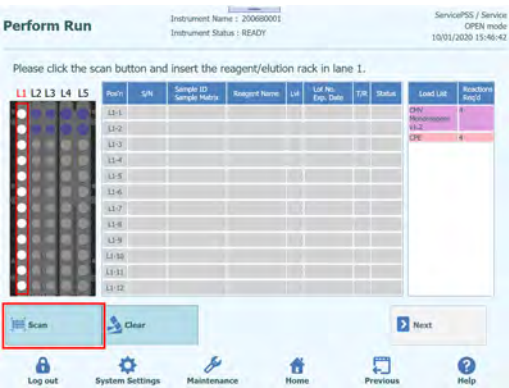 Perform Run
Instrument Name : 200680001
Instrument Status : READY
ServicePSS / Service
OPEN mode
10/01/2020 15:46:42
Please click the scan button and insert the reagent/elution rack in lane 1.
L1 L2 L3 L4 L5
Pos'n S/N Sample ID Sample Matrix Reagent Name Lvl Lot No. Exp. Date T/R Status
Load List Reactions Req'd
L1-1
L1-2
L1-3
L1-4
L1-5
L1-6
L1-7
L1-8
L1-9
L1-10
L1-11
L1-12
CMV 4
V1.2
CPE 4
Scan
Clear
Next
Log out
System Settings
Maintenance
Home
Previous
Help